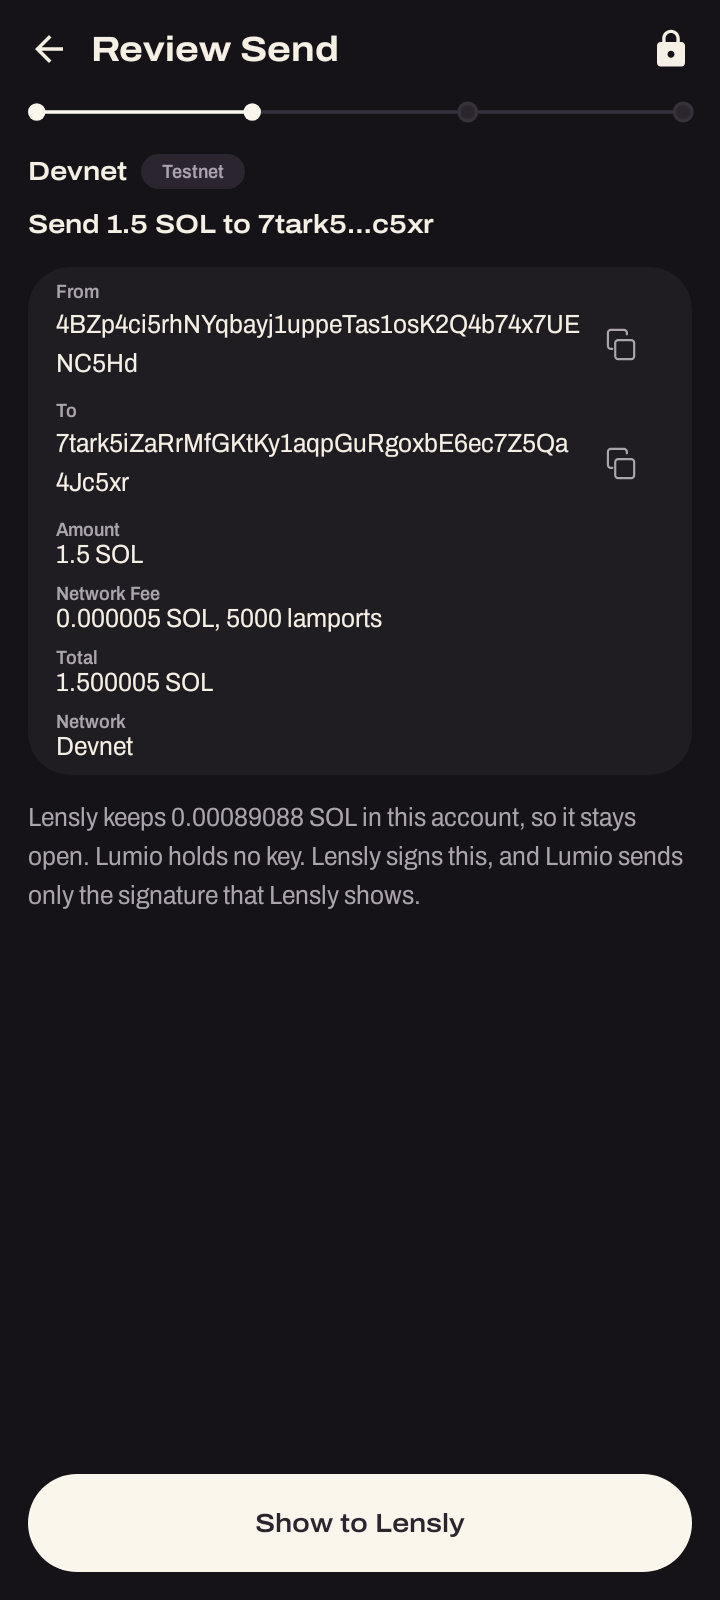 Review Send
Devnet Testnet
Send 1.5 SOL to 7tark5...c5xr
From
4BZp4ci5rhNYqbayj1uppeTas1osK2Q4b74x7UE
NC5Hd
To
7tark5iZaRrMfGKtKy1aqpGuRgoxbE6ec7Z5Qa
4Jc5xr
Amount
1.5 SOL
Network Fee
0.000005 SOL, 5000 lamports
Total
1.500005 SOL
Network
Devnet
Lensly keeps 0.00089088 SOL in this account, so it stays
open. Lumio holds no key. Lensly signs this, and Lumio sends
only the signature that Lensly shows.
Show to Lensly